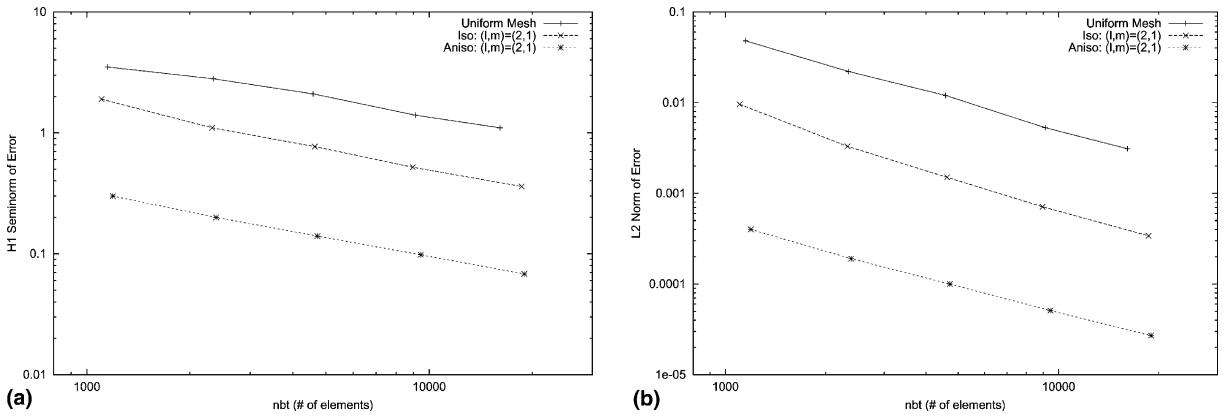 10
1
0.1
0.01
H1 Seminorm of Error
Uniform Mesh
Iso: (l,m)=(2,1)
Aniso: (l,m)=(2,1)
1000
10000
nbt (# of elements)
(a)
0.1
0.01
0.001
0.0001
1e-05
L2 Norm of Error
Uniform Mesh
Iso: (l,m)=(2,1)
Aniso: (l,m)=(2,1)
1000
10000
nbt (# of elements)
(b)